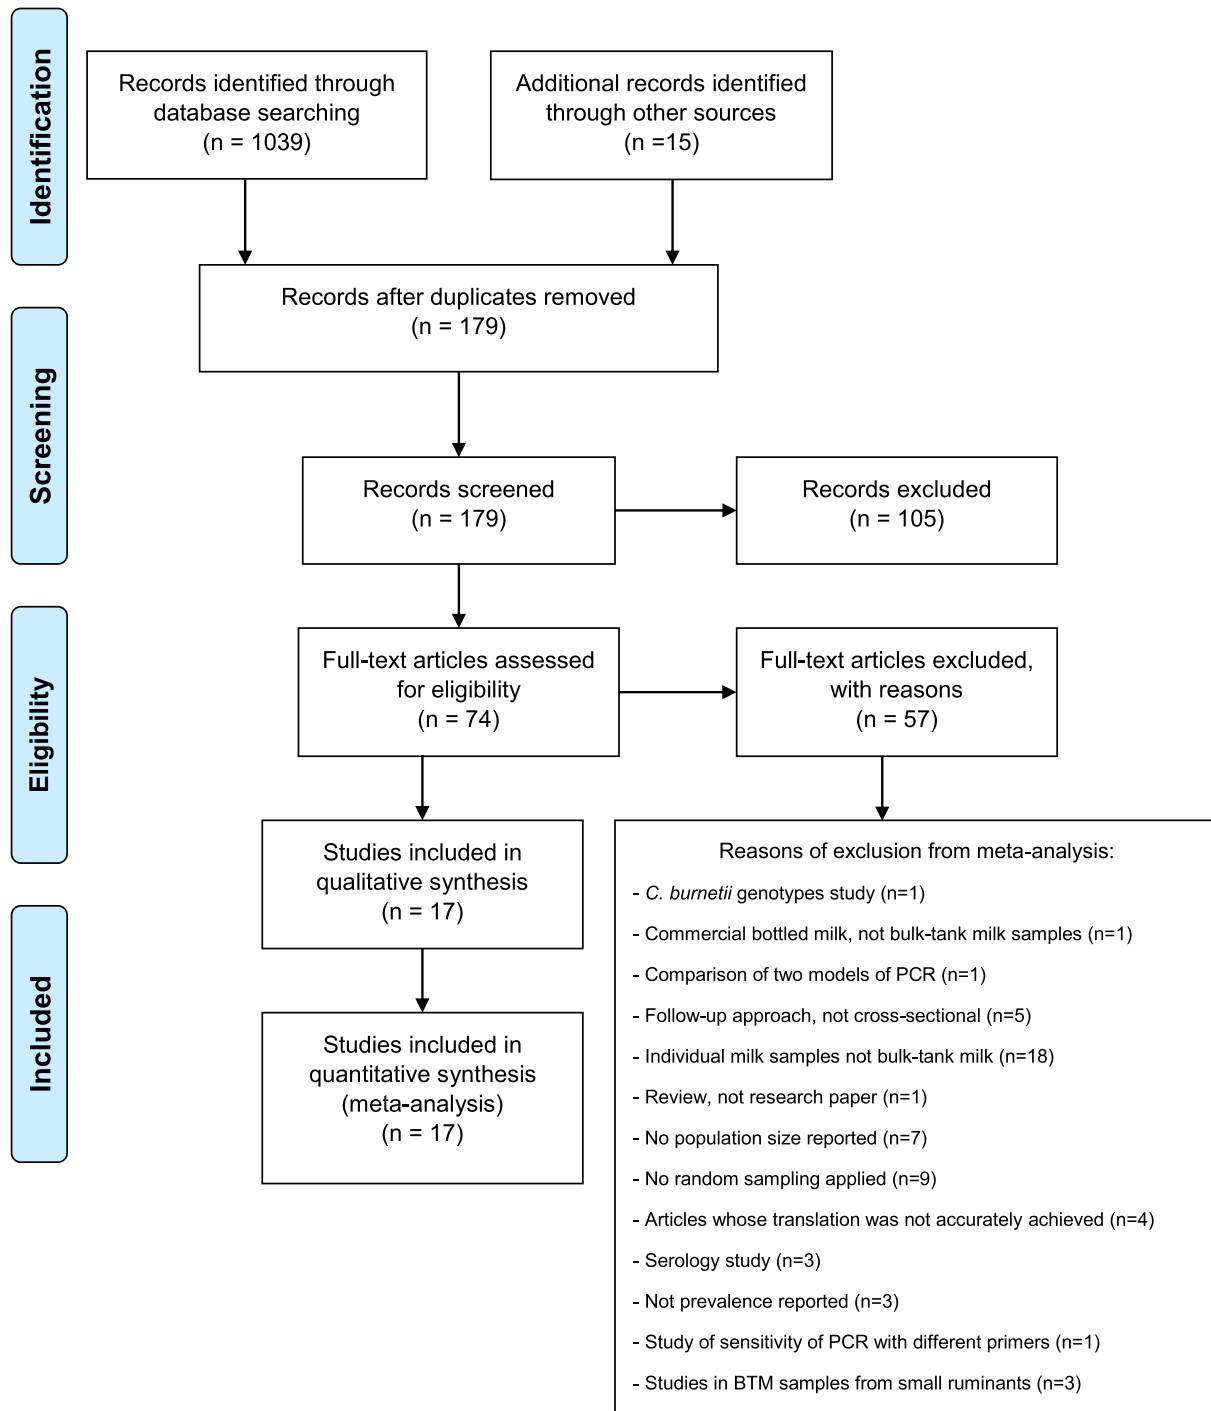 Identification
Records identified through
database searching
(n = 1039)
Additional records identified
through other sources
(n =15)
Records after duplicates removed
(n = 179)
Screening
Records screened
(n = 179)
Records excluded
(n = 105)
Eligibility
Full-text articles assessed
for eligibility
(n = 74)
Full-text articles excluded,
with reasons
(n = 57)
Studies included in
qualitative synthesis
(n = 17)
Included
Studies included in
quantitative synthesis
(meta-analysis)
(n = 17)
Reasons of exclusion from meta-analysis:
- C. burnetii genotypes study (n=1)
- Commercial bottled milk, not bulk-tank milk samples (n=1)
- Comparison of two models of PCR (n=1)
- Follow-up approach, not cross-sectional (n=5)
- Individual milk samples not bulk-tank milk (n=18)
- Review, not research paper (n=1)
- No population size reported (n=7)
- No random sampling applied (n=9)
- Articles whose translation was not accurately achieved (n=4)
- Serology study (n=3)
- Not prevalence reported (n=3)
- Study of sensitivity of PCR with different primers (n=1)
- Studies in BTM samples from small ruminants (n=3)